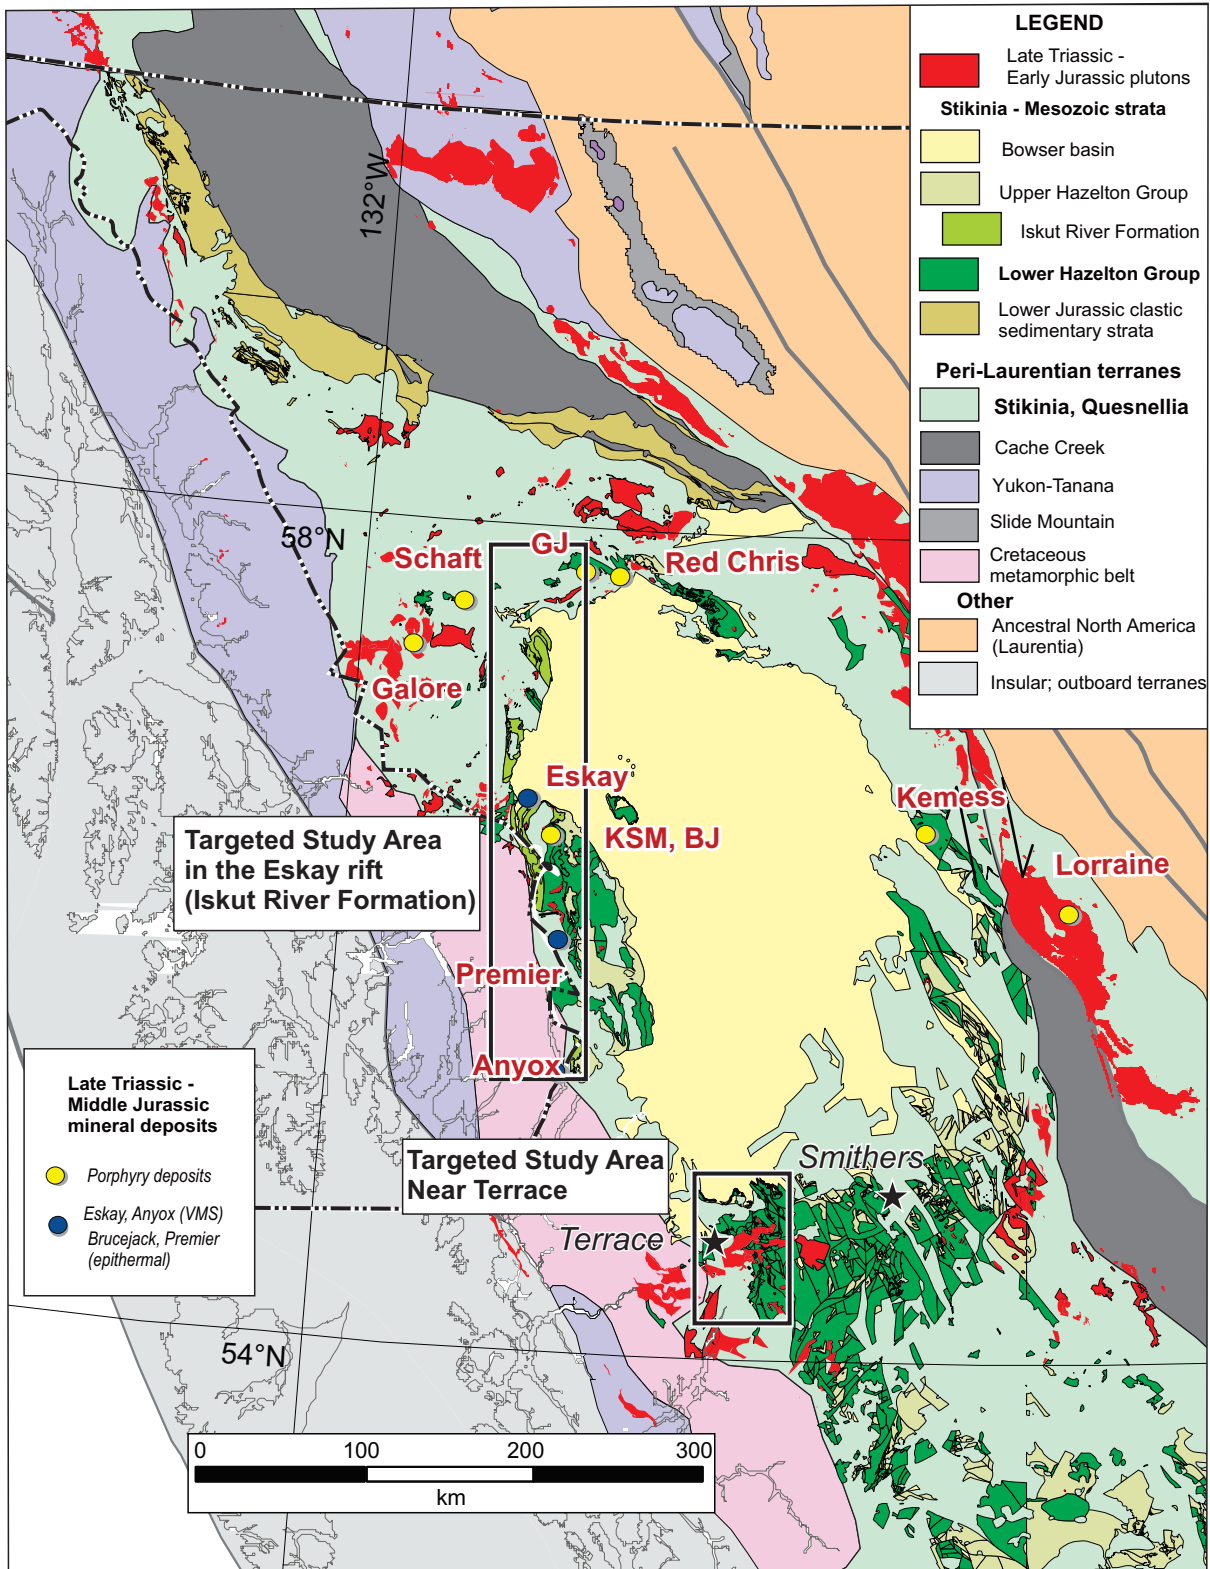 LEGEND
Late Triassic -
Early Jurassic plutons
Stikinia - Mesozoic strata
Bowser basin
Upper Hazelton Group
Iskut River Formation
Lower Hazelton Group
Lower Jurassic clastic
sedimentary strata
Peri-Laurentian terranes
Stikinia, Quesnellia
Cache Creek
Yukon-Tanana
Slide Mountain
Cretaceous
metamorphic belt
Other
Ancestral North America
(Laurentia)
Insular; outboard terranes
132°W
58°N
Schaft
GJ
Red Chris
Galore
Eskay
KSM, BJ
Kemess
Lorraine
Targeted Study Area
in the Eskay rift
(Iskut River Formation)
Premier
Anyox
Late Triassic -
Middle Jurassic
mineral deposits
Porphyry deposits
Eskay, Anyox (VMS)
Brucejack, Premier
(epithermal)
Targeted Study Area
Near Terrace
Smithers
Terrace
54°N
0 100 200 300
km